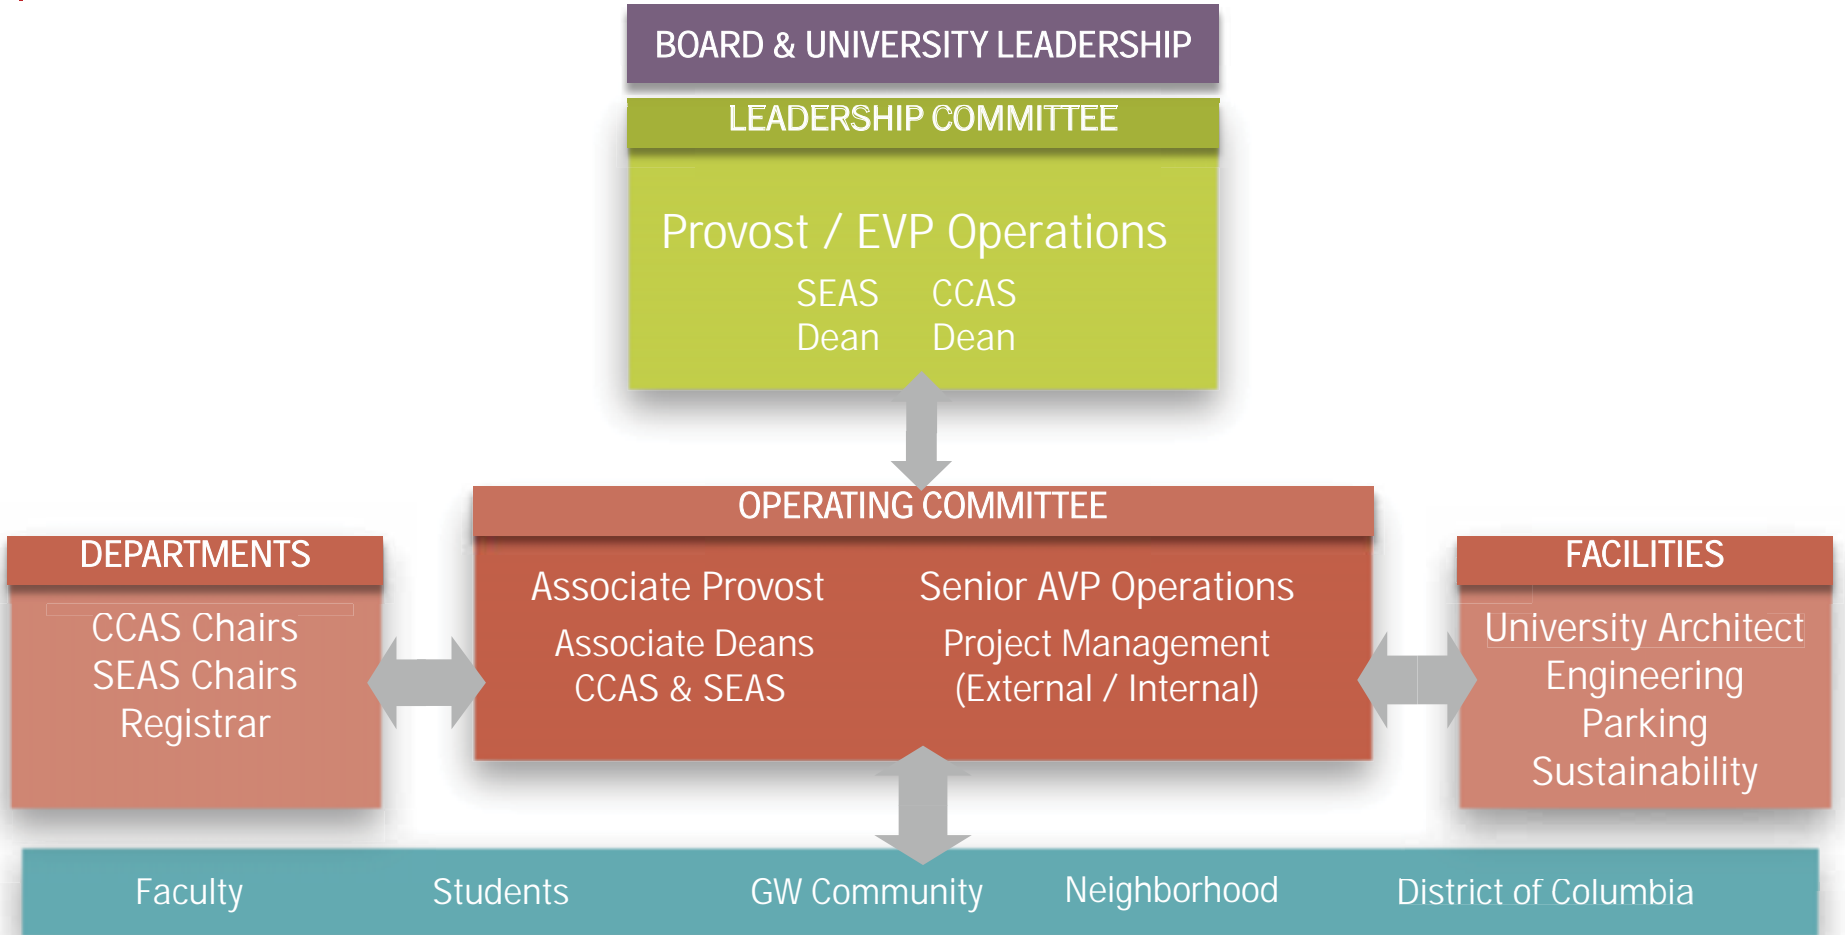 BOARD & UNIVERSITY LEADERSHIP
LEADERSHIP COMMITTEE
Provost / EVP Operations
SEAS CCAS
Dean Dean
OPERATING COMMITTEE
Associate Provost Senior AVP Operations
Associate Deans Project Management
CCAS & SEAS (External / Internal)
DEPARTMENTS
CCAS Chairs
SEAS Chairs
Registrar
FACILITIES
University Architect
Engineering
Parking
Sustainability
Faculty Students GW Community Neighborhood District of Columbia